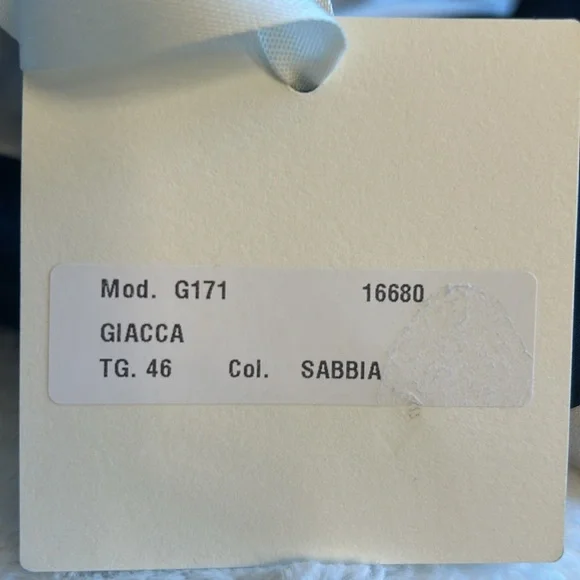 Mod. G171 16680
GIACCA
TG. 46 Col. SABBIA